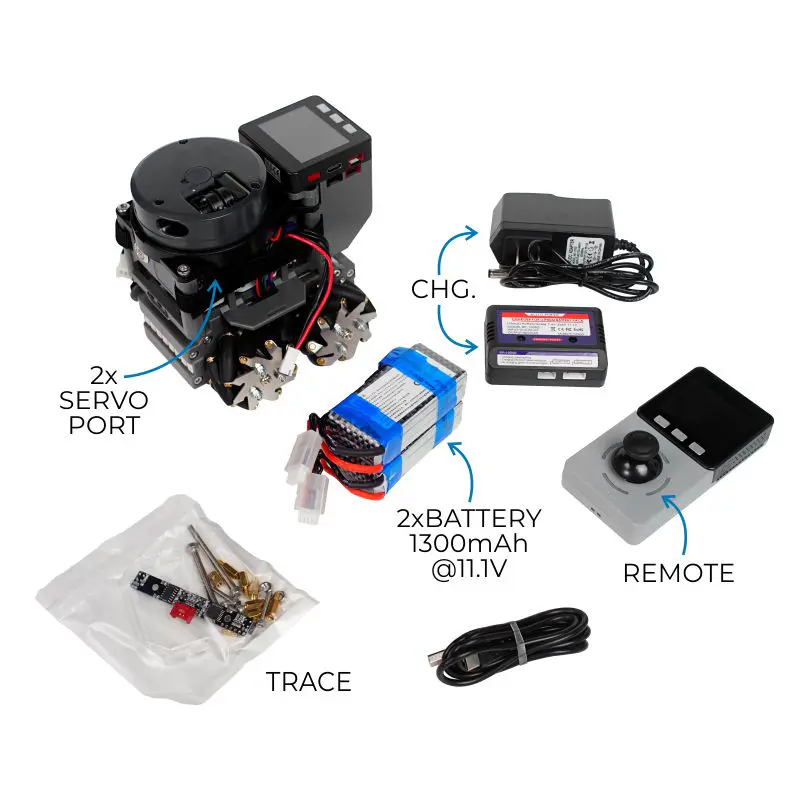 CHG.
2x
SERVO
PORT
2xBATTERY
1300mAh
@11.1V
REMOTE
TRACE